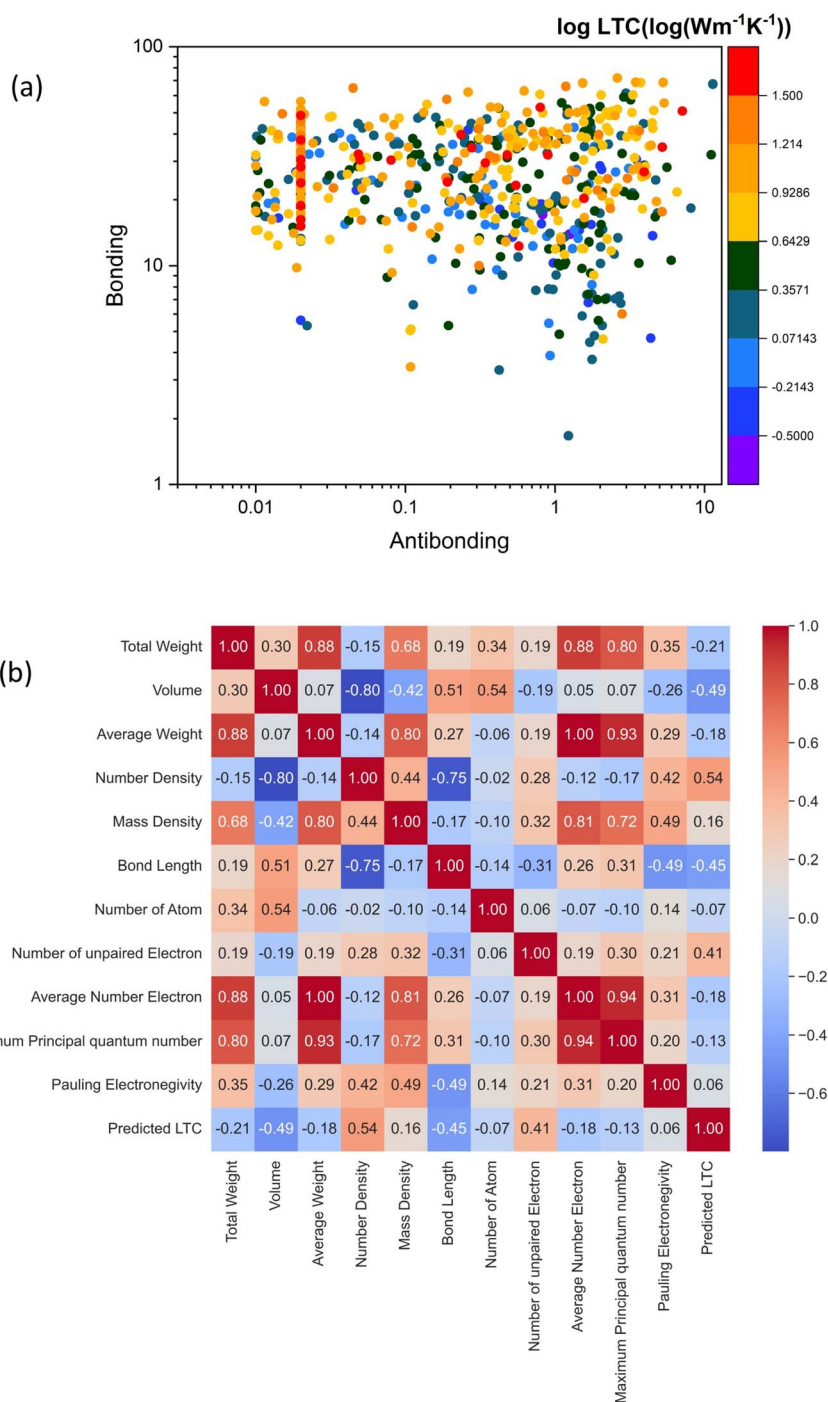 (a)
log LTC(log(Wm⁻¹K⁻¹))
100
10
1
Bonding
0.01 0.1 1 10
Antibonding
1.500
1.214
0.9286
0.6429
0.3571
0.07143
-0.2143
-0.5000
(b)
Total Weight 1.00 0.30 0.88 -0.15 0.68 0.19 0.34 0.19 0.88 0.80 0.35 -0.21
Volume 0.30 1.00 0.07 -0.80 -0.42 0.51 0.54 -0.19 0.05 0.07 -0.26 -0.49
Average Weight 0.88 0.07 1.00 -0.14 0.80 0.27 -0.06 0.19 1.00 0.93 0.29 -0.18
Number Density -0.15 -0.80 -0.14 1.00 0.44 -0.75 -0.02 0.28 -0.12 -0.17 0.42 0.54
Mass Density 0.68 -0.42 0.80 0.44 1.00 -0.17 -0.10 0.32 0.81 0.72 0.49 0.16
Bond Length 0.19 0.51 0.27 -0.75 -0.17 1.00 -0.14 -0.31 0.26 0.31 -0.49 -0.45
Number of Atom 0.34 0.54 -0.06 -0.02 -0.10 -0.14 1.00 0.06 -0.07 -0.10 0.14 -0.07
Number of unpaired Electron 0.19 -0.19 0.19 0.28 0.32 -0.31 0.06 1.00 0.19 0.30 0.21 0.41
Average Number Electron 0.88 0.05 1.00 -0.12 0.81 0.26 -0.07 0.19 1.00 0.94 0.31 -0.18
num Principal quantum number 0.80 0.07 0.93 -0.17 0.72 0.31 -0.10 0.30 0.94 1.00 0.20 -0.13
Pauling Electronegivity 0.35 -0.26 0.29 0.42 0.49 -0.49 0.14 0.21 0.31 0.20 1.00 0.06
Predicted LTC -0.21 -0.49 -0.18 0.54 0.16 -0.45 -0.07 0.41 -0.18 -0.13 0.06 1.00
Total Weight
Volume
Average Weight
Number Density
Mass Density
Bond Length
Number of Atom
Number of unpaired Electron
Average Number Electron
Maximum Principal quantum number
Pauling Electronegivity
Predicted LTC
1.0
0.8
0.6
0.4
0.2
0.0
-0.2
-0.4
-0.6